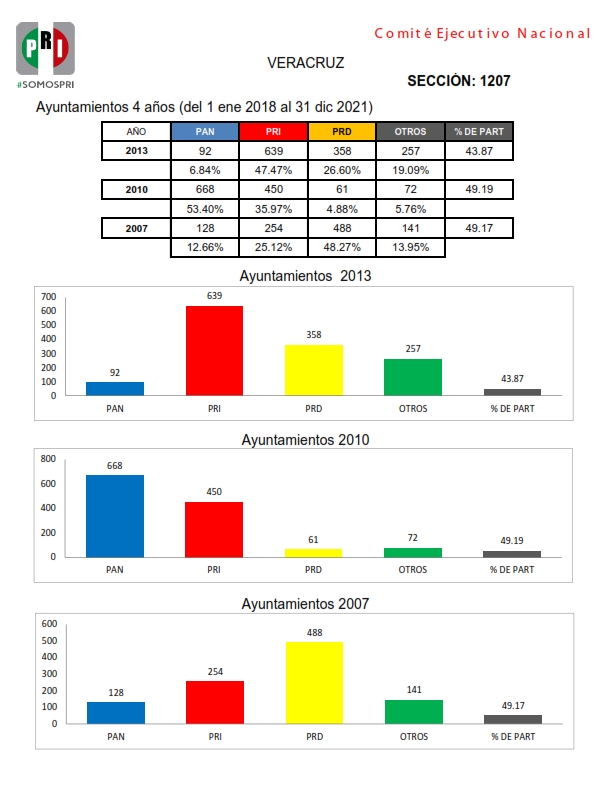 Comité Ejecutivo Nacional
PRI
#SOMOSPRI
VERACRUZ
SECCIÓN: 1207
Ayuntamientos 4 años (del 1 ene 2018 al 31 dic 2021)
AÑO PAN PRI PRD OTROS % DE PART
2013 92 639 358 257 43.87
6.84% 47.47% 26.60% 19.09%
2010 668 450 61 72 49.19
53.40% 35.97% 4.88% 5.76%
2007 128 254 488 141 49.17
12.66% 25.12% 48.27% 13.95%
Ayuntamientos 2013
700
600
500
400
300
200
100
0
92
639
358
257
43.87
PAN PRI PRD OTROS % DE PART
Ayuntamientos 2010
800
600
400
200
0
668
450
61
72
49.19
PAN PRI PRD OTROS % DE PART
Ayuntamientos 2007
600
500
400
300
200
100
0
128
254
488
141
49.17
PAN PRI PRD OTROS % DE PART